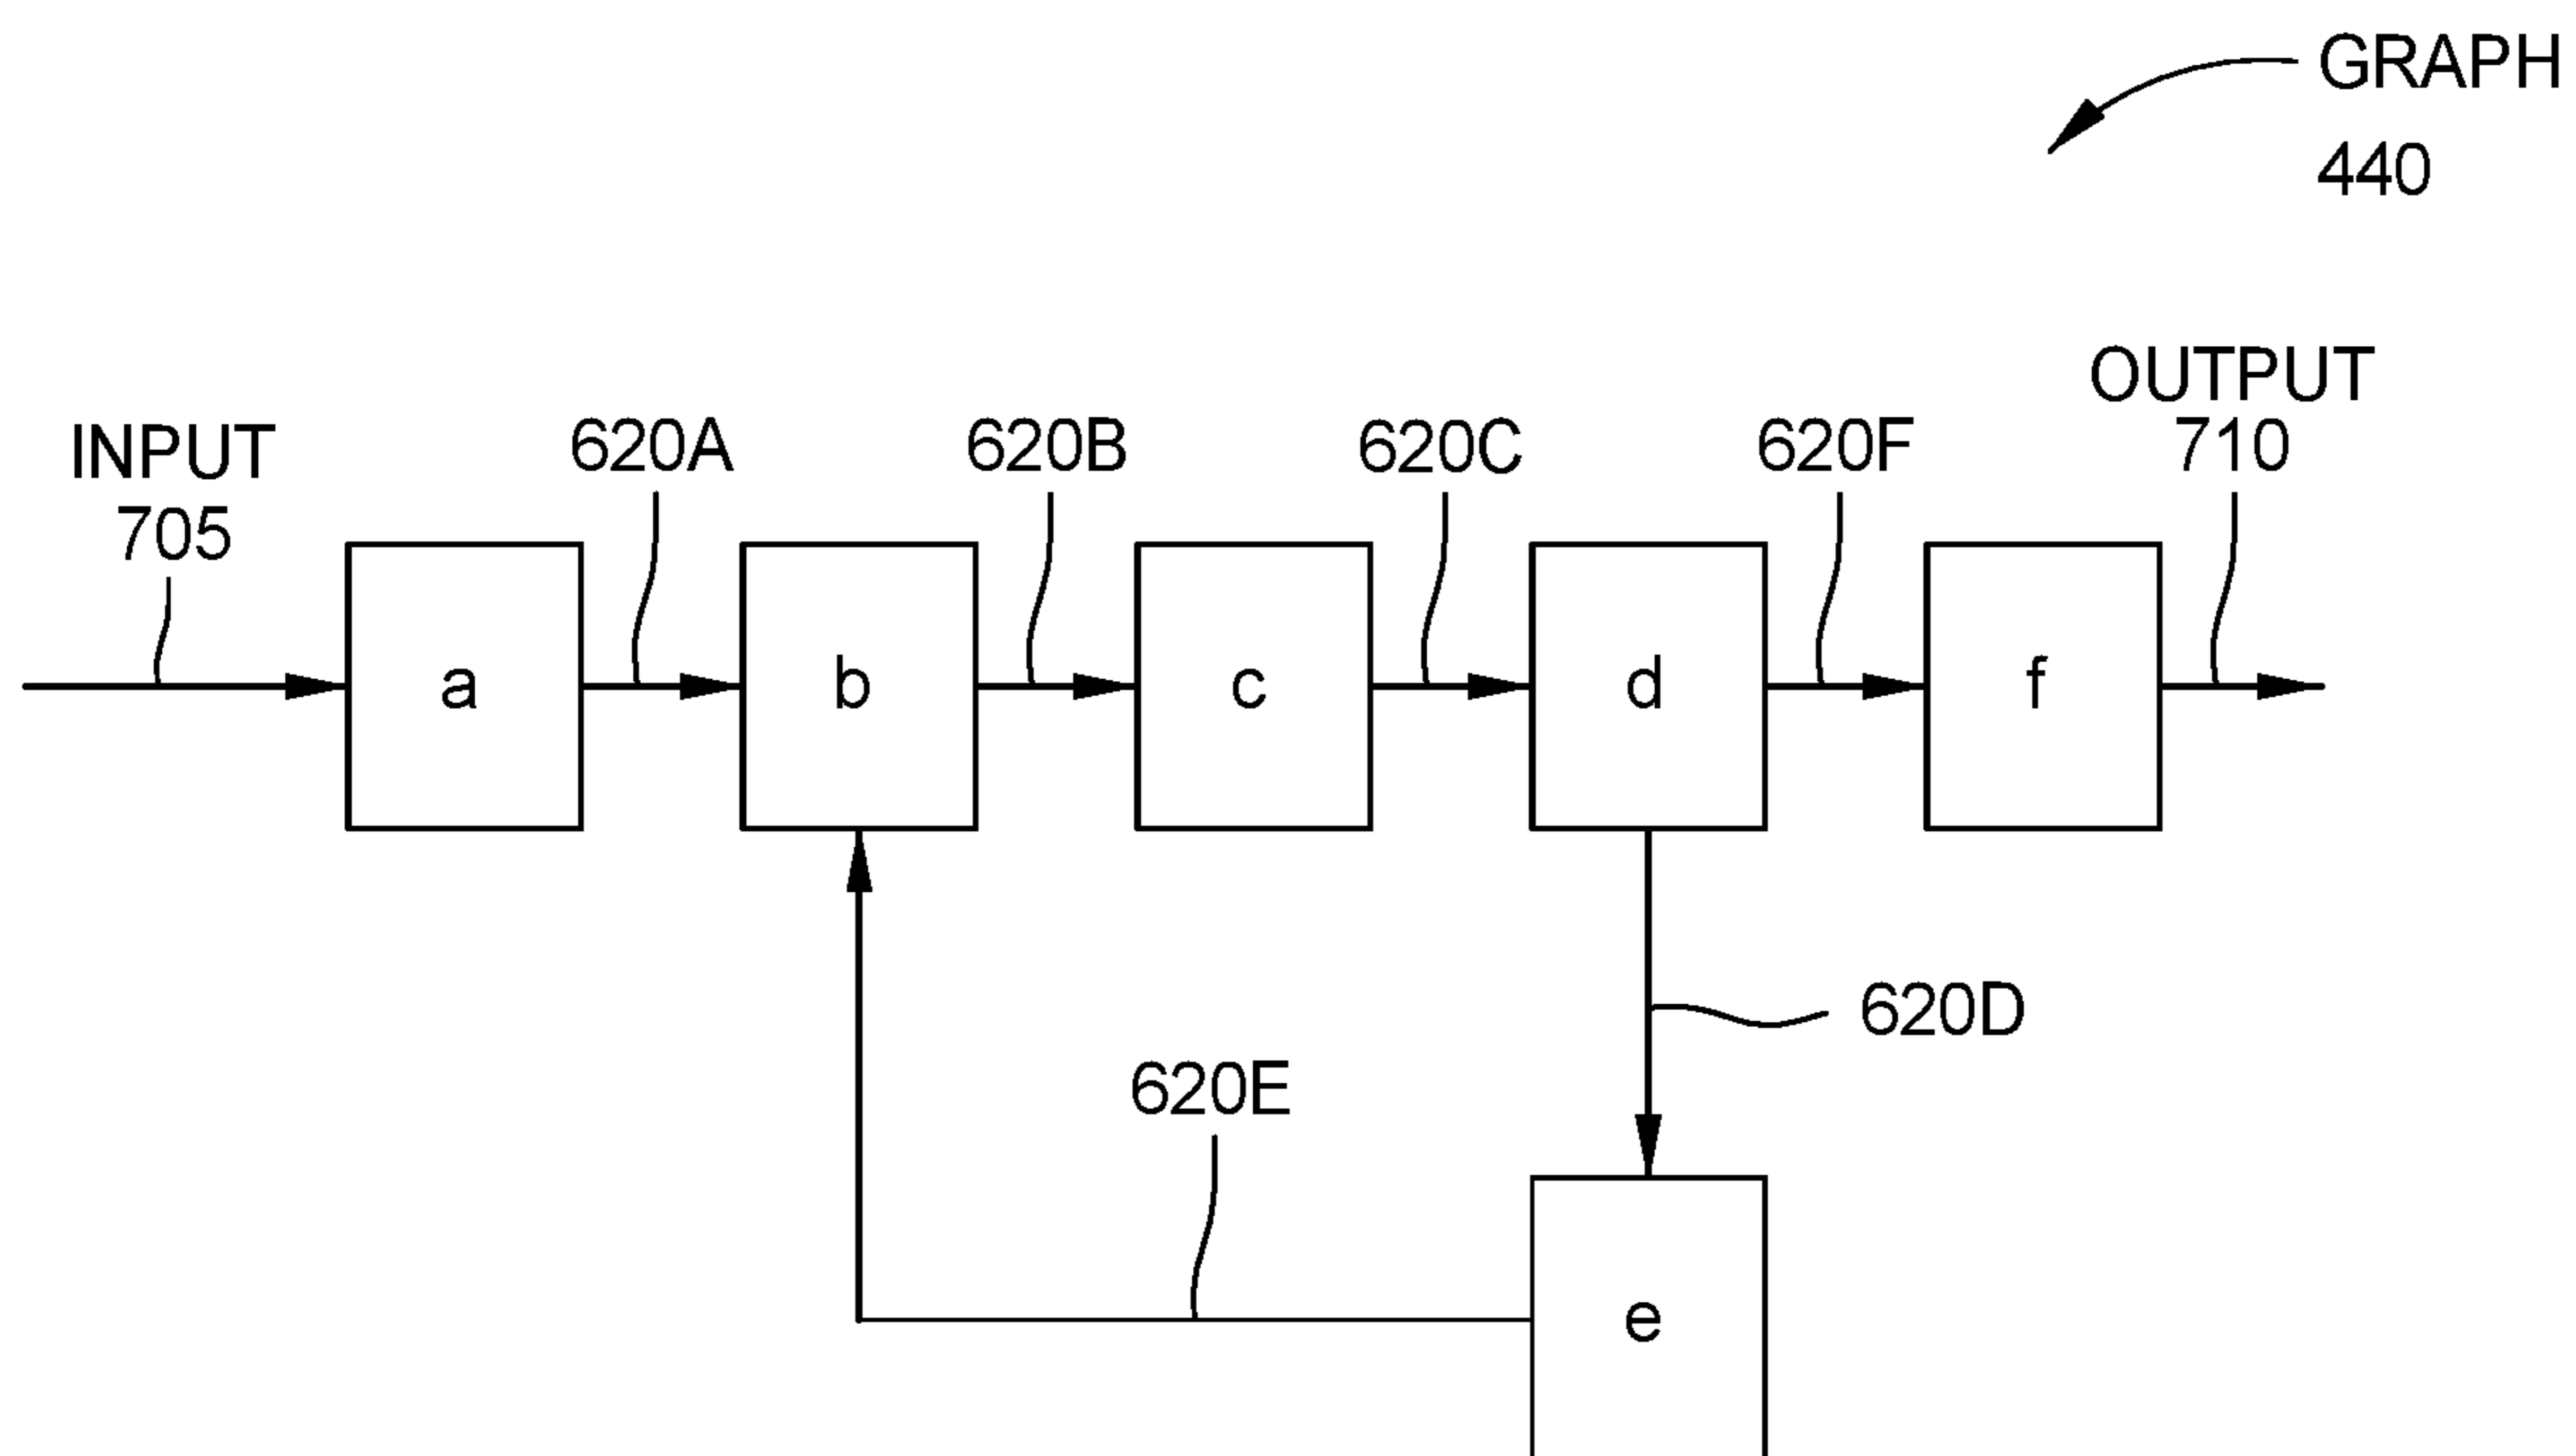 GRAPH
440
OUTPUT
710
INPUT
705
620A
620B
620C
620F
a
b
c
d
f
620D
620E
e